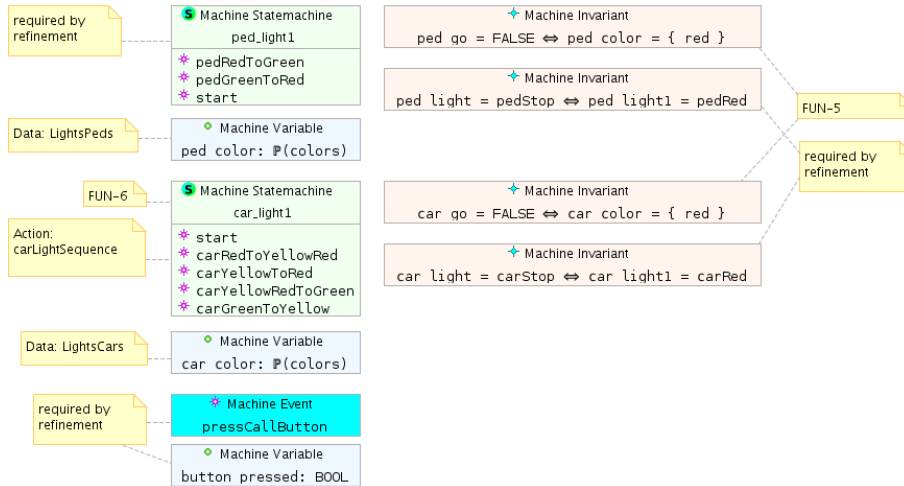 required by
refinement
Machine Statemachine
ped_light1
pedRedToGreen
pedGreenToRed
start
Machine Invariant
ped go = FALSE ⇔ ped color = { red }
Machine Invariant
ped light = pedStop ⇔ ped light1 = pedRed
FUN-5
Data: LightsPeds
Machine Variable
ped color: ℙ(colors)
required by
refinement
FUN-6
Machine Statemachine
car_light1
Action:
carLightSequence
start
carRedToYellowRed
carYellowToRed
carYellowRedToGreen
carGreenToYellow
Machine Invariant
car go = FALSE ⇔ car color = { red }
Machine Invariant
car light = carStop ⇔ car light1 = carRed
Data: LightsCars
Machine Variable
car color: ℙ(colors)
required by
refinement
Machine Event
pressCallButton
Machine Variable
button pressed: BOOL